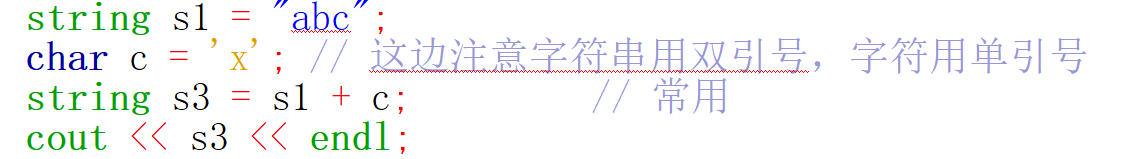 string s1 = "abc";
char c = 'x'; // 这边注意字符串用双引号，字符用单引号
string s3 = s1 + c; // 常用
cout << s3 << endl;